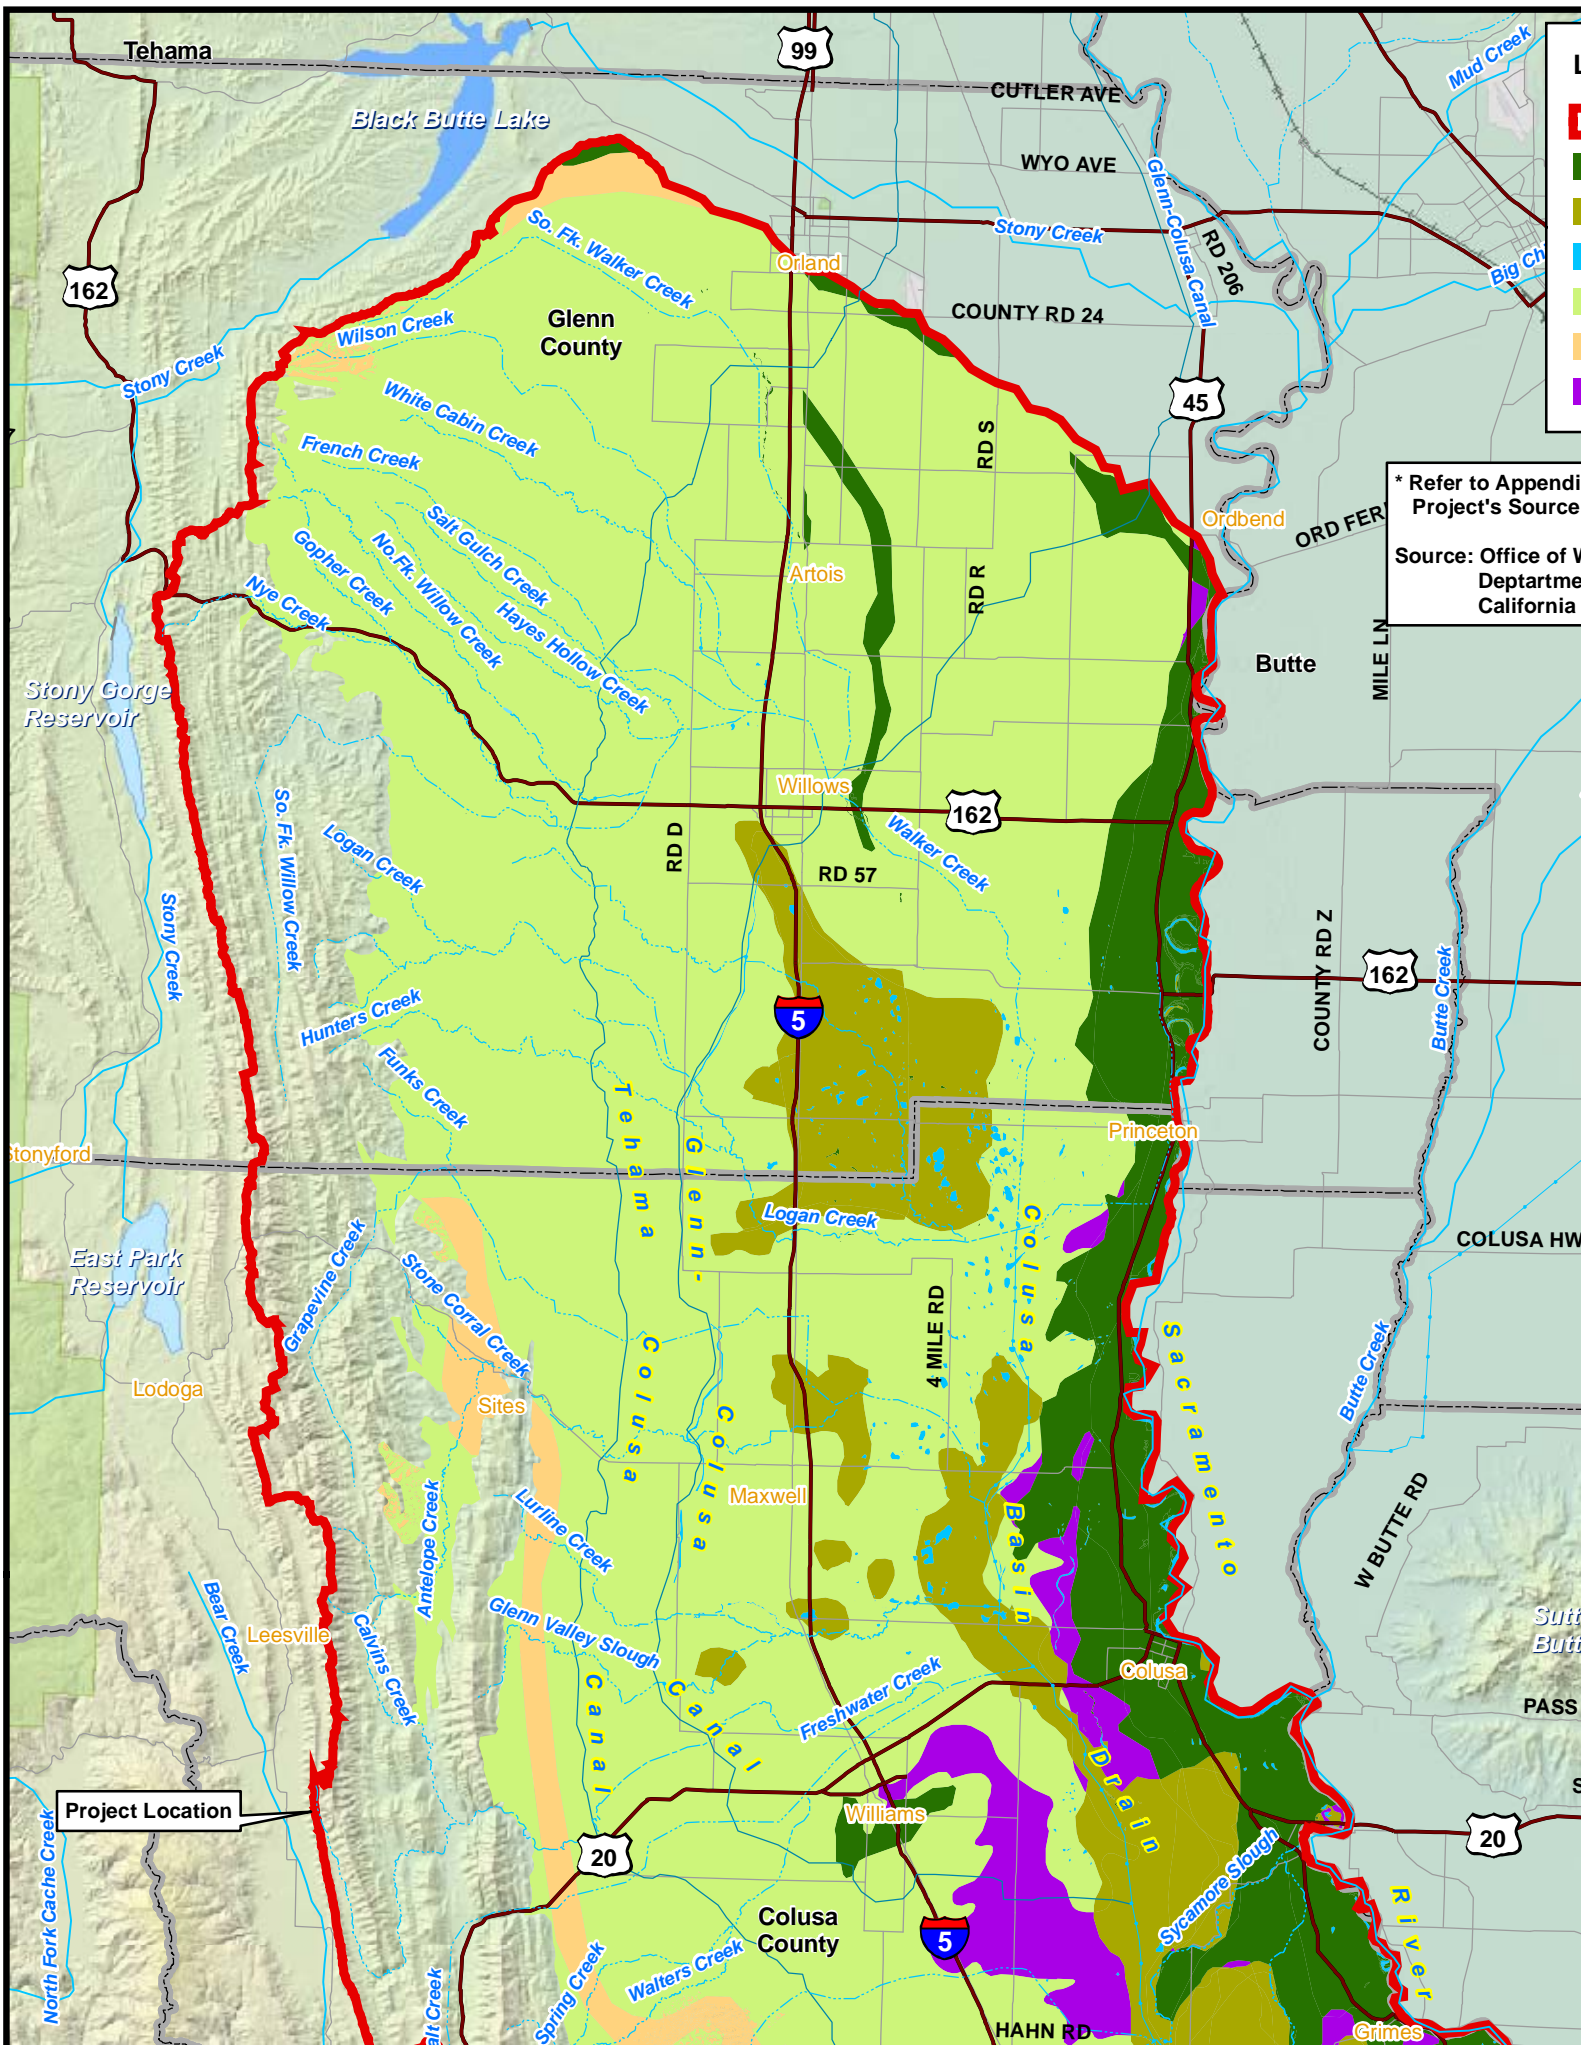 Tehama
99
CUTLER AVE
Mud Creek
L
Black Butte Lake
WYO AVE
Glenn-Colusa Canal
So. Fk. Walker Creek
Stony Creek
RD 206
Big Ch
Orland
162
Glenn
County
COUNTY RD 24
Wilson Creek
Stony Creek
White Cabin Creek
45
French Creek
RD S
* Refer to Appendi
Project's Source
Source: Office of W
Deptartme
California
Ordbend
ORD FER
Salt Gulch Creek
No.Fk. Willow Creek
Gopher Creek
Nye Creek
Hayes Hollow Creek
Artois
RD R
MILE LN
Butte
Stony Gorge
Reservoir
Willows
162
So. Fk. Willow Creek
Logan Creek
RD D
RD 57
Walker Creek
Stony Creek
COUNTY RD Z
162
Butte Creek
Hunters Creek
5
Funks Creek
Tehama
Glenn-
Princeton
Stonyford
Logan Creek
Colusa
COLUSA HW
East Park
Reservoir
Grapevine Creek
Stone Corral Creek
4 MILE RD
Sacramento
Butte Creek
Lodoga
Sites
Colusa
Colusa
Maxwell
Antelope Creek
Lurline Creek
Basin
W BUTTE RD
Bear Creek
Leesville
Calvins Creek
Glenn Valley Slough
Sutt
Butt
Colusa
Canal
Canal
Freshwater Creek
PASS
Drain
S
Project Location
Williams
20
20
North Fork Cache Creek
Sycamore Slough
River
Colusa
County
5
Walters Creek
Spring Creek
alt Creek
HAHN RD
Grimes